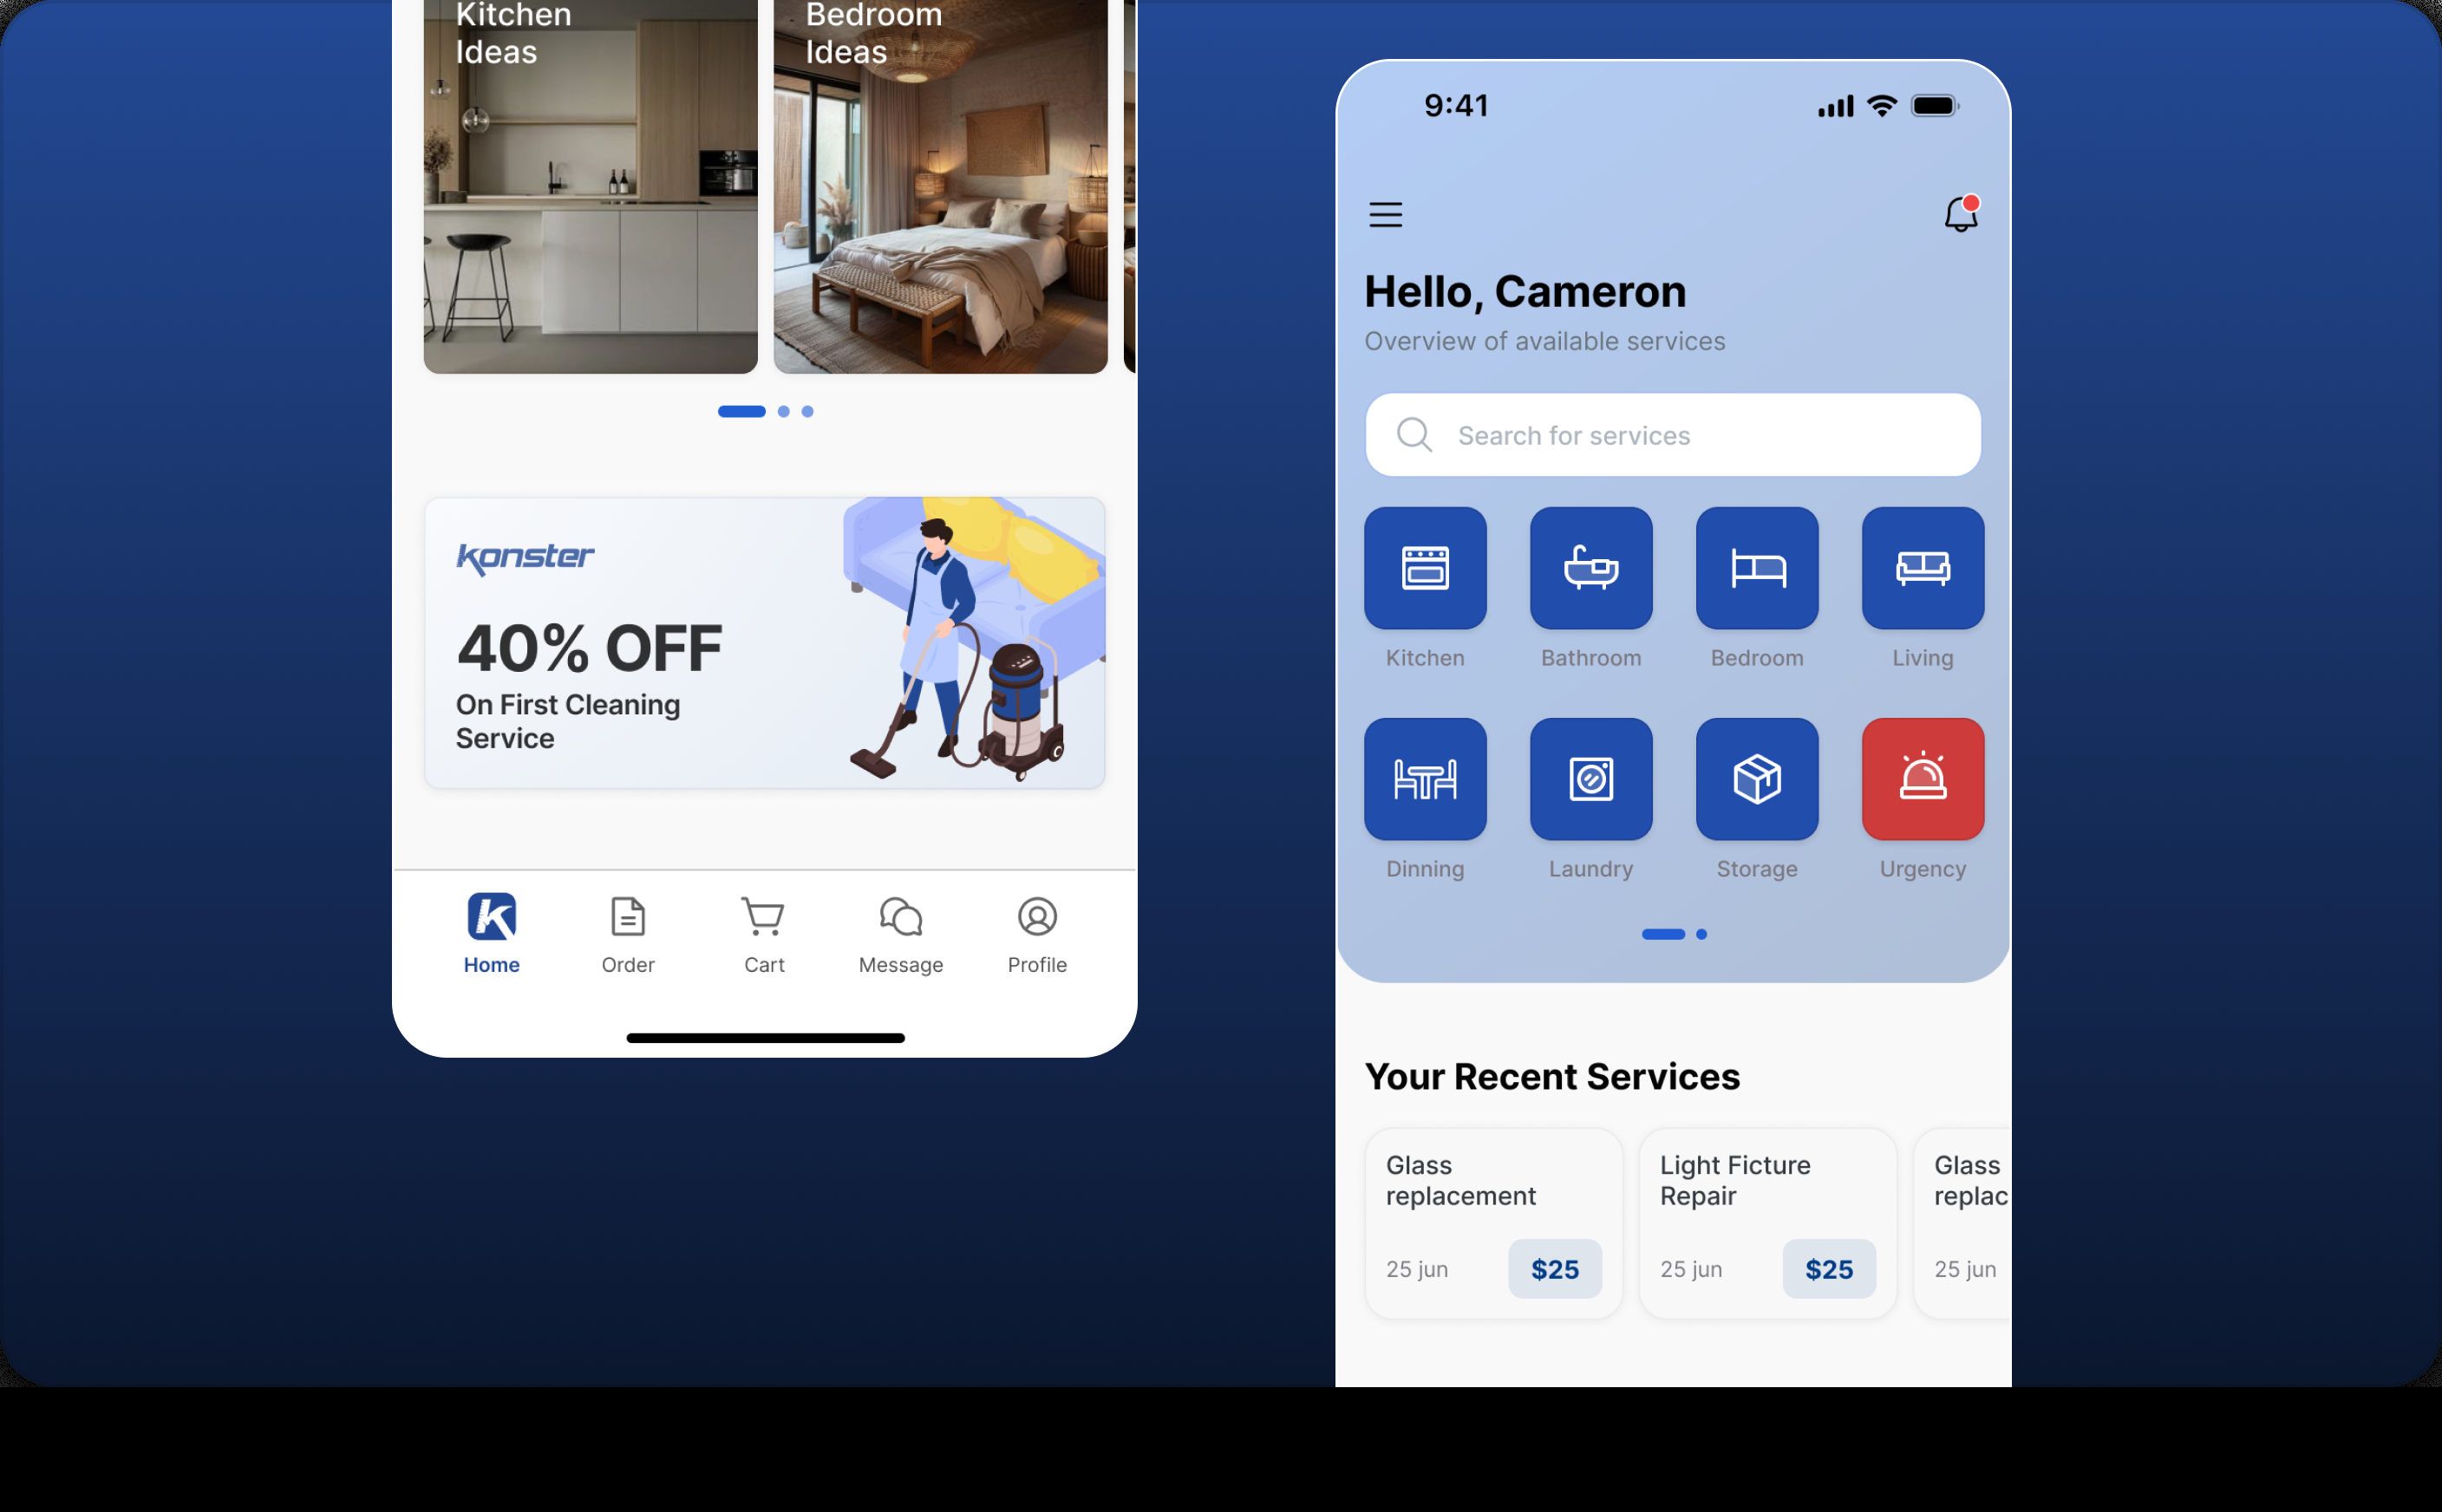 Kitchen
Ideas
Bedroom
Ideas
konster
40% OFF
On First Cleaning
Service
Home
Order
Cart
Message
Profile
9:41
Hello, Cameron
Overview of available services
Search for services
Kitchen
Bathroom
Bedroom
Living
Dinning
Laundry
Storage
Urgency
Your Recent Services
Glass
replacement
25 jun
$25
Light Ficture
Repair
25 jun
$25
Glass
replac
25 jun